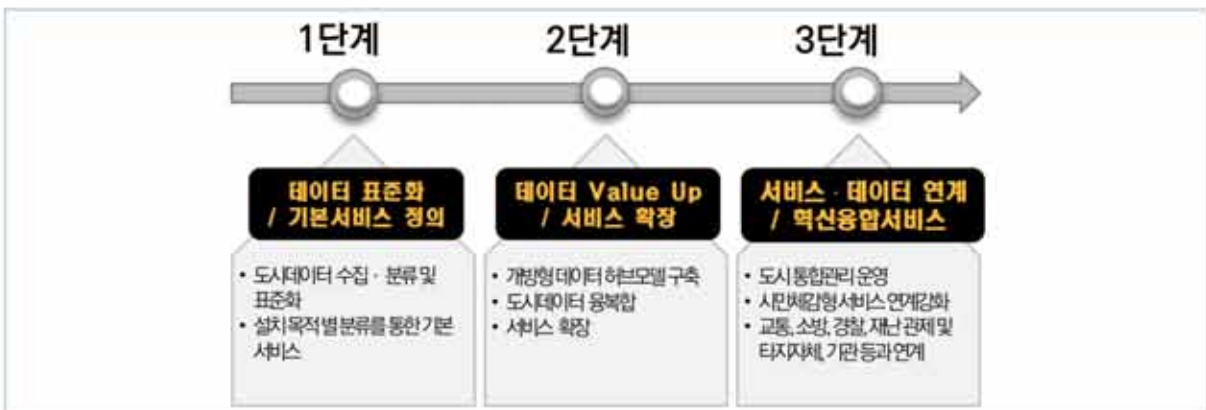 1단계
2단계
3단계
데이터 표준화
/ 기본서비스 정의
• 도시데이터 수집 · 분류 및
표준화
• 설치 목적 별 분류를 통한 기본
서비스
데이터 Value Up
/ 서비스 확장
• 개방형 데이터 허브모델 구축
• 도시데이터 융복합
• 서비스 확장
서비스 · 데이터 연계
/ 혁신융합서비스
• 도시 통합관리 운영
• 시민체감형 서비스 연계강화
• 교통, 소방, 경찰, 재난 관제 및
타지자체, 기관 등과 연계